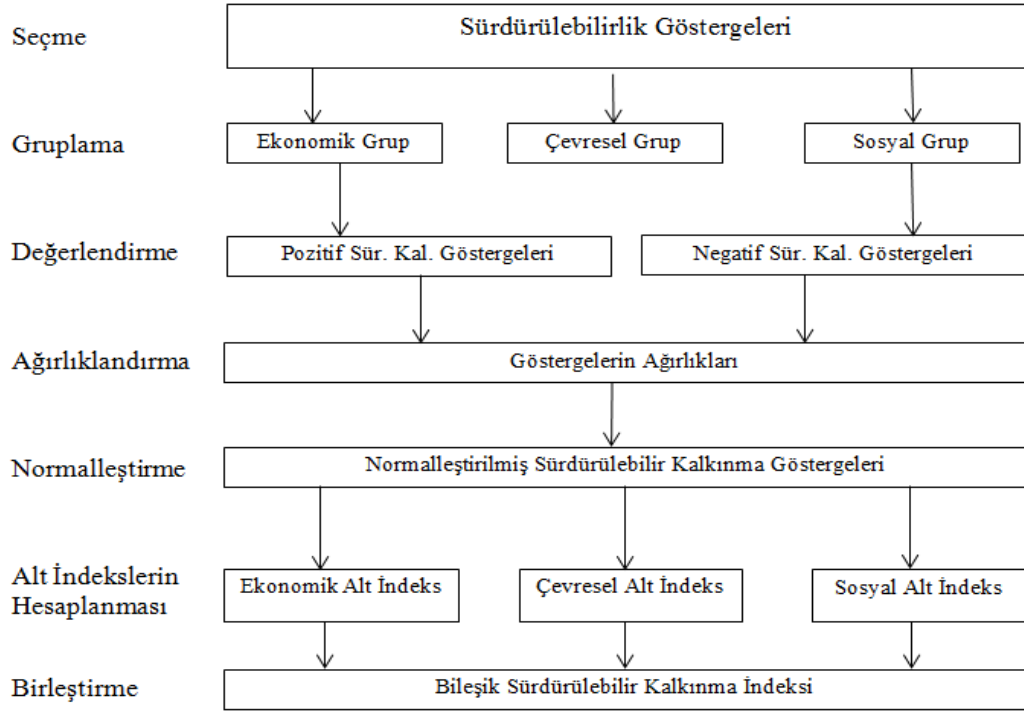 Seçme
Sürdürülebilirlik Göstergeleri
Gruplama
Ekonomik Grup
Çevresel Grup
Sosyal Grup
Değerlendirme
Pozitif Sür. Kal. Göstergeleri
Negatif Sür. Kal. Göstergeleri
Ağırlıklandırma
Göstergelerin Ağırlıkları
Normalleştirme
Normalleştirilmiş Sürdürülebilir Kalkınma Göstergeleri
Alt İndekslerin
Hesaplanması
Ekonomik Alt İndeks
Çevresel Alt İndeks
Sosyal Alt İndeks
Birleştirme
Bileşik Sürdürülebilir Kalkınma İndeksi